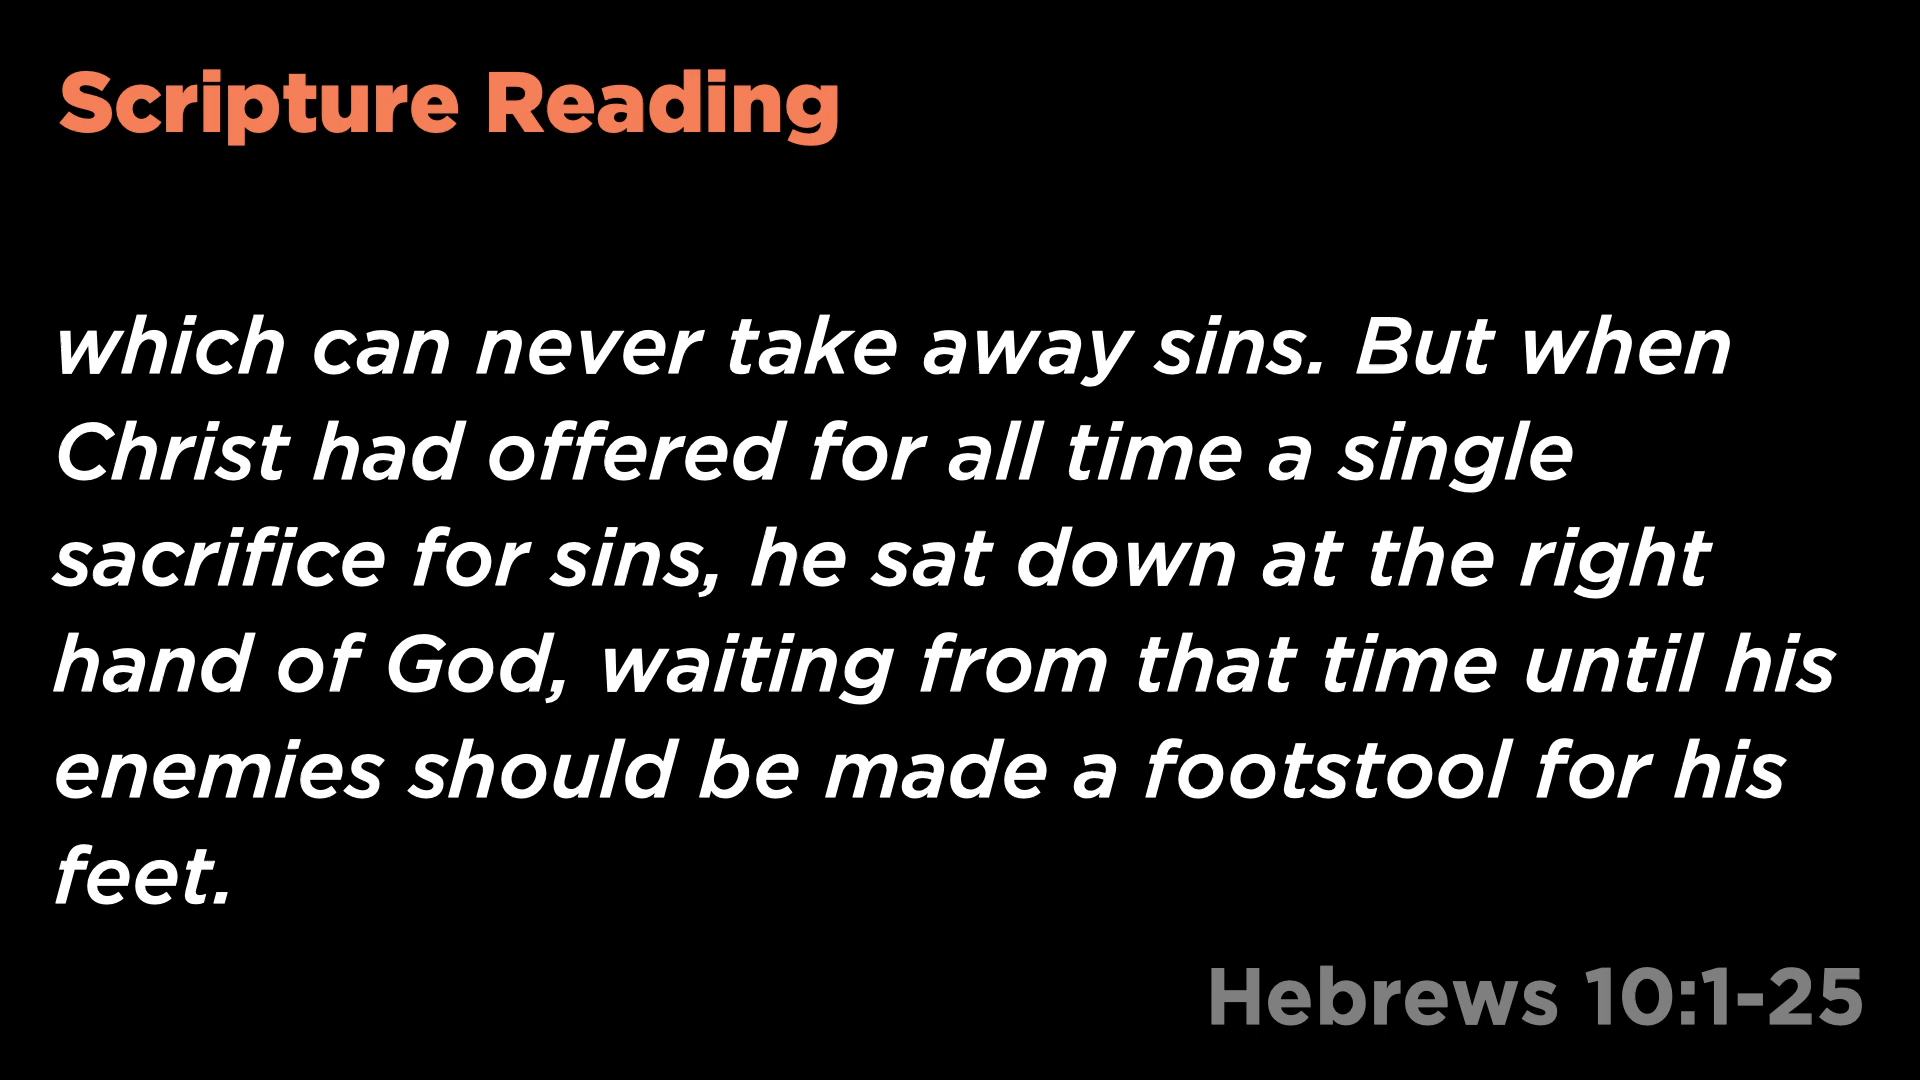 Scripture Reading
which can never take away sins. But when
Christ had offered for all time a single
sacrifice for sins, he sat down at the right
hand of God, waiting from that time until his
enemies should be made a footstool for his
feet.
Hebrews 10:1-25